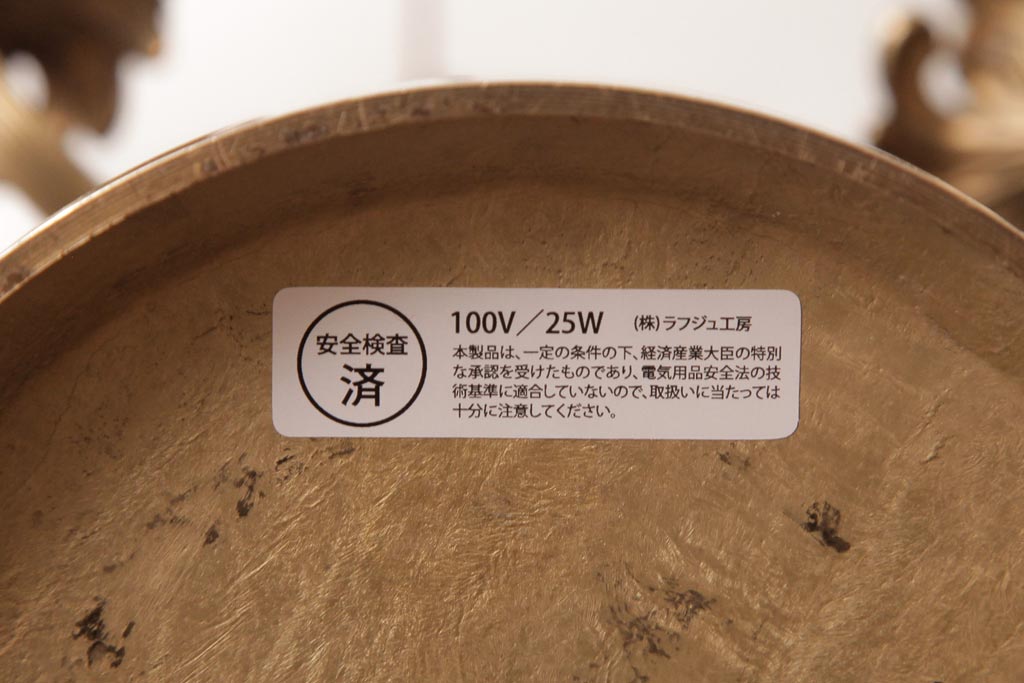 安全検査
済
100V／25W (株)ラフジュ工房
本製品は、一定の条件の下、経済産業大臣の特別
な承認を受けたものであり、電気用品安全法の技
術基準に適合していないので、取扱いに当たっては
十分に注意してください。